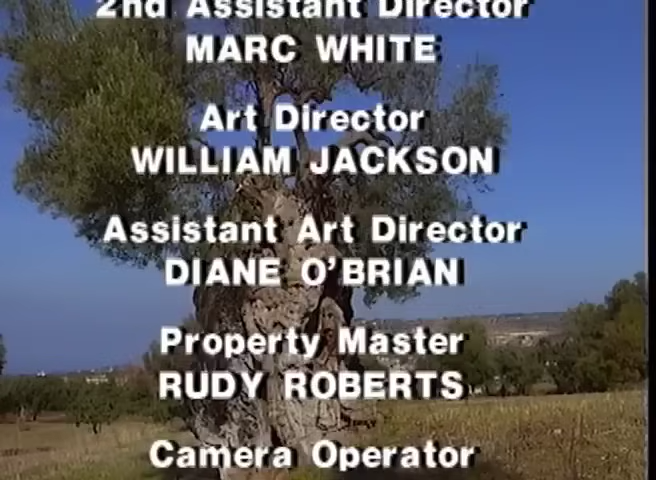 2nd Assistant Director
MARC WHITE
Art Director
WILLIAM JACKSON
Assistant Art Director
DIANE O'BRIAN
Property Master
RUDY ROBERTS
Camera Operator